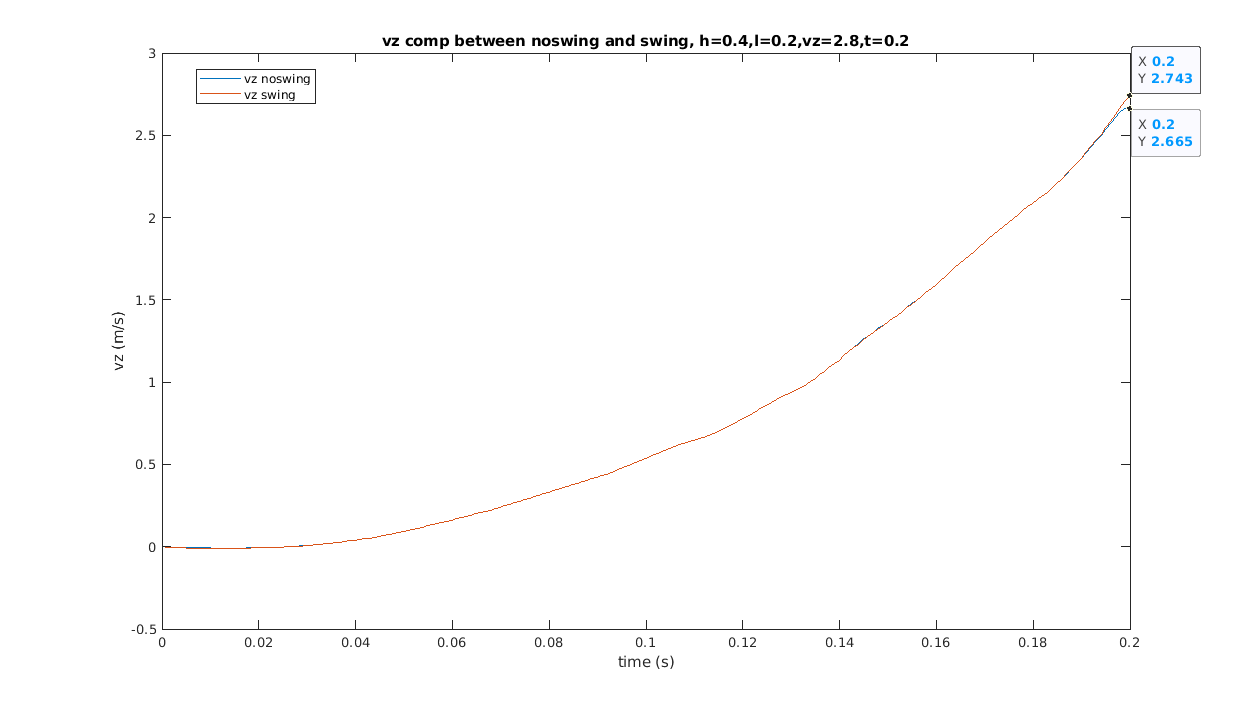 vz comp between noswing and swing, h=0.4,l=0.2,vz=2.8,t=0.2
X 0.2
Y 2.743
X 0.2
Y 2.665
vz noswing
vz swing
3
2.5
2
1.5
1
0.5
0
-0.5
vz (m/s)
0 0.02 0.04 0.06 0.08 0.1 0.12 0.14 0.16 0.18 0.2
time (s)